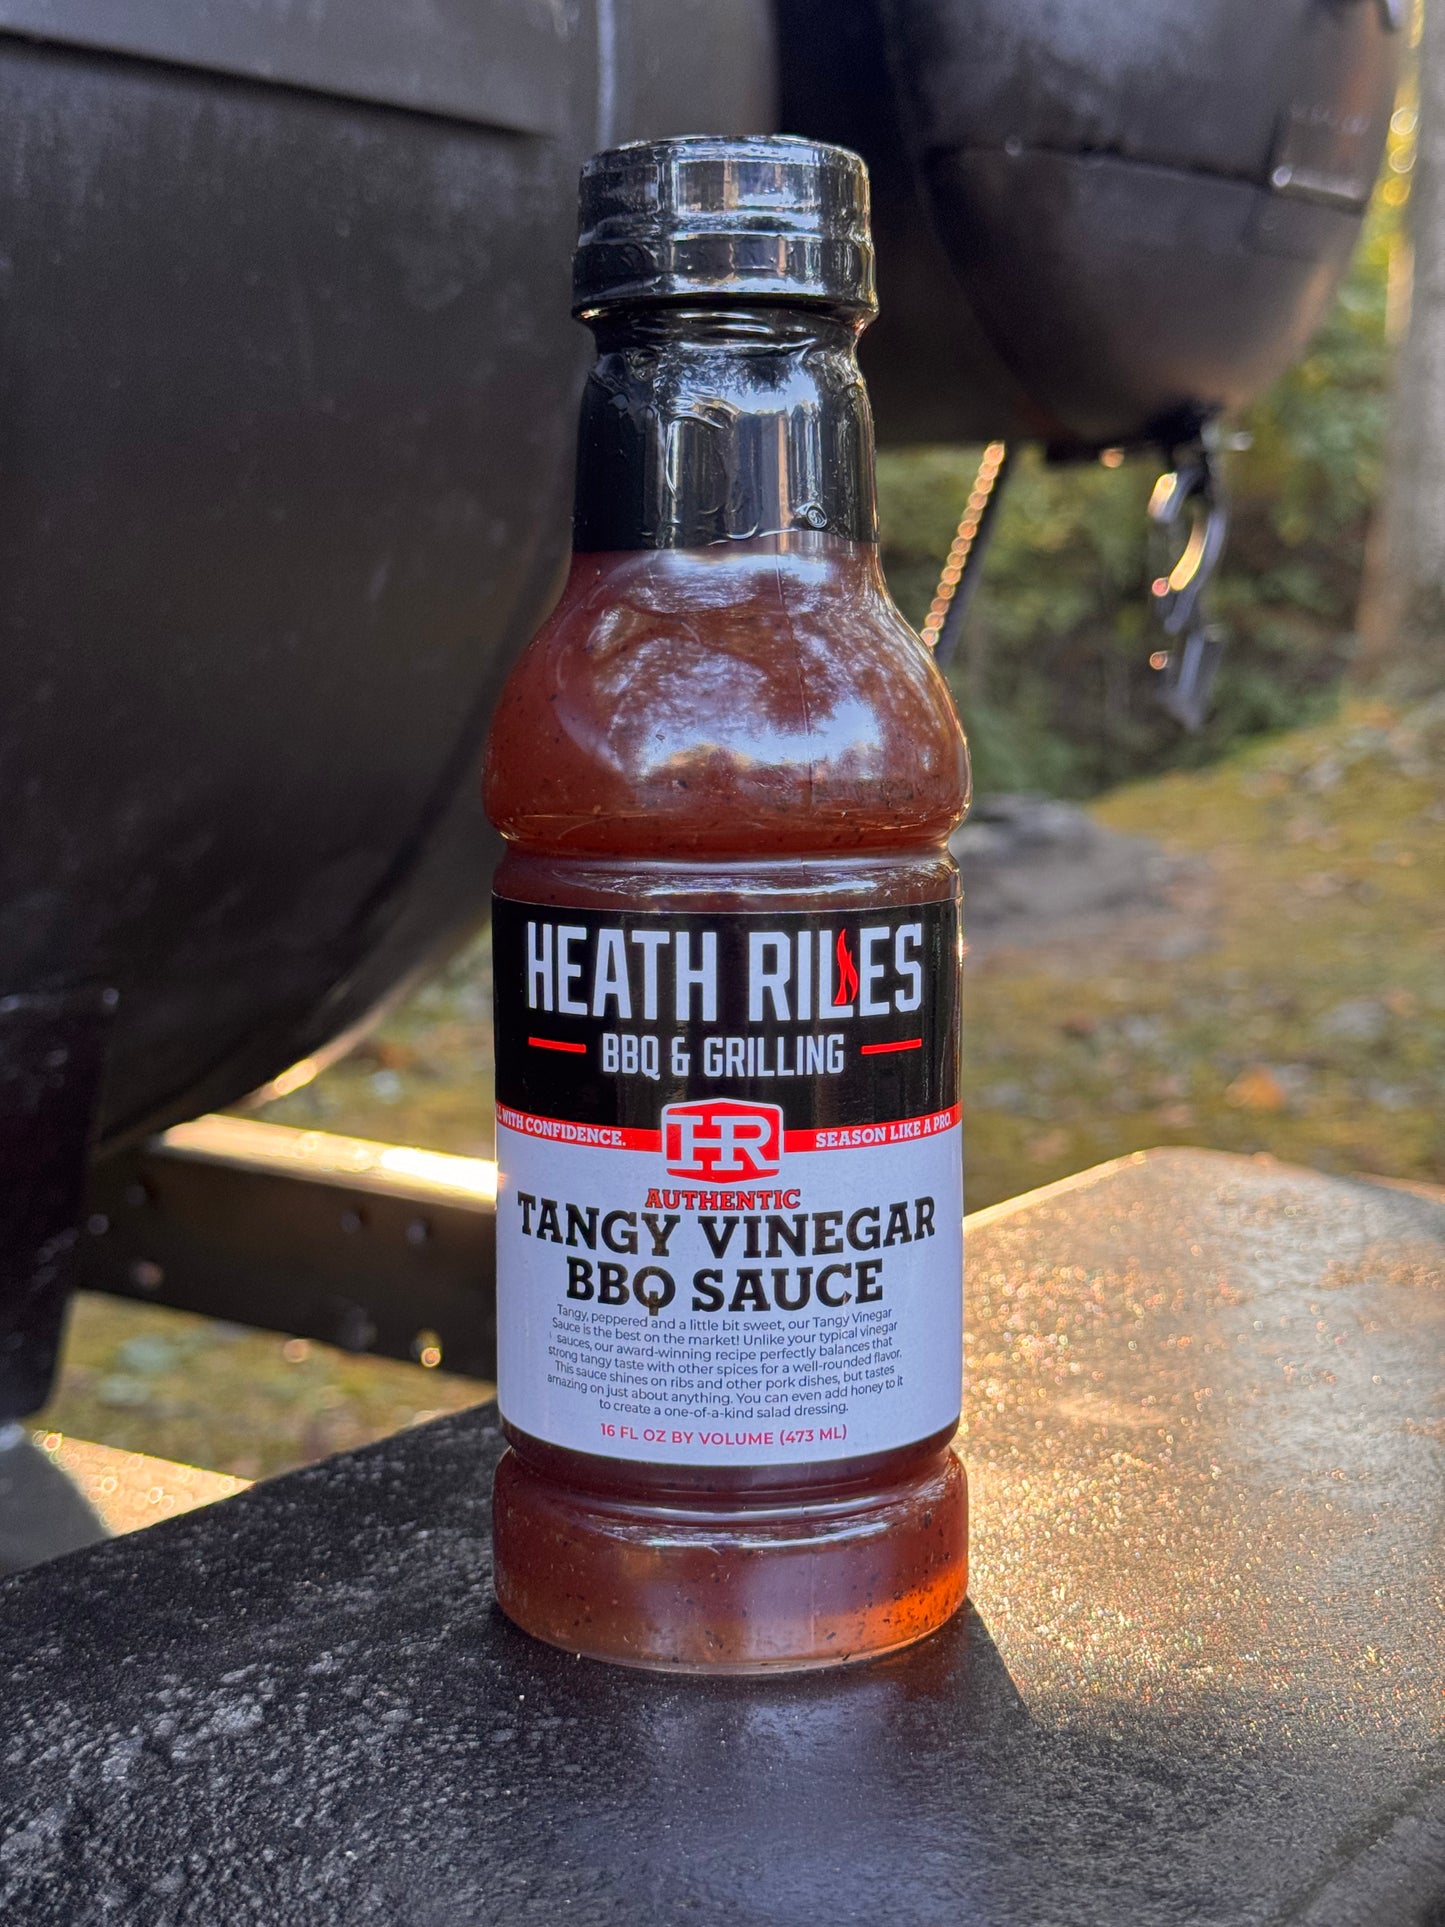 HEATH RILES
BBQ & GRILLING
WITH CONFIDENCE.
HR
SEASON LIKE A PRO.
AUTHENTIC
TANGY VINEGAR
BBQ SAUCE
Tangy, peppered and a little bit sweet, our Tangy Vinegar
Sauce is the best on the market! Unlike your typical vinegar
sauces, our award-winning recipe perfectly balances that
strong tangy taste with other spices for a well-rounded flavor.
This sauce shines on ribs and other pork dishes, but tastes
amazing on just about anything. You can even add honey to it
to create a one-of-a-kind salad dressing.
16 FL OZ BY VOLUME (473 ML)